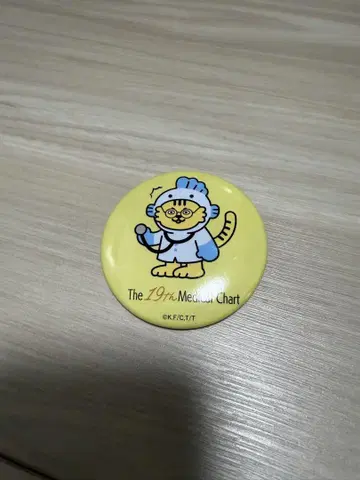 The 19th Medical Chart
©K.F/C,T/T